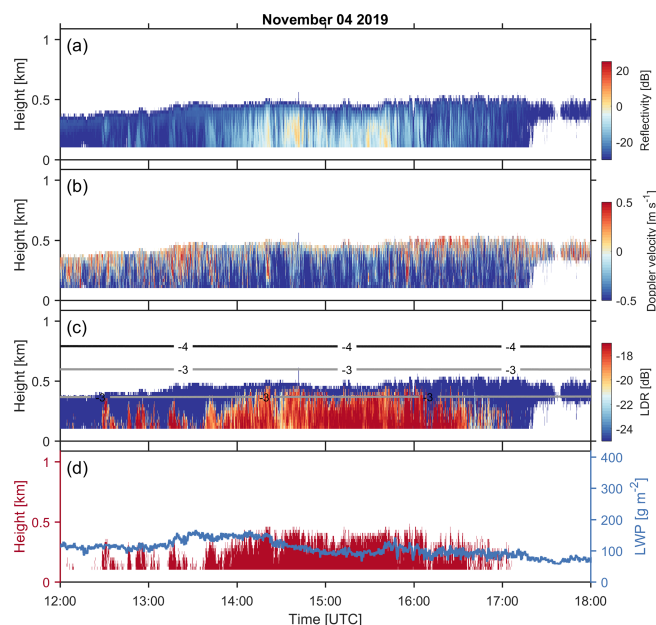 November 04 2019
(a)
1
0.5
0
Height [km]
20
0
-20
Reflectivity [dB]
(b)
1
0.5
0
Height [km]
0.5
0
-0.5
Doppler velocity [m s-1]
(c)
1
0.5
0
Height [km]
-4 -4 -4
-3 -3 -3
-3 -3 -3
-18
-20
-22
-24
LDR [dB]
(d)
1
0.5
0
Height [km]
400
300
200
100
0
LWP [g m-2]
12:00 13:00 14:00 15:00 16:00 17:00 18:00
Time [UTC]